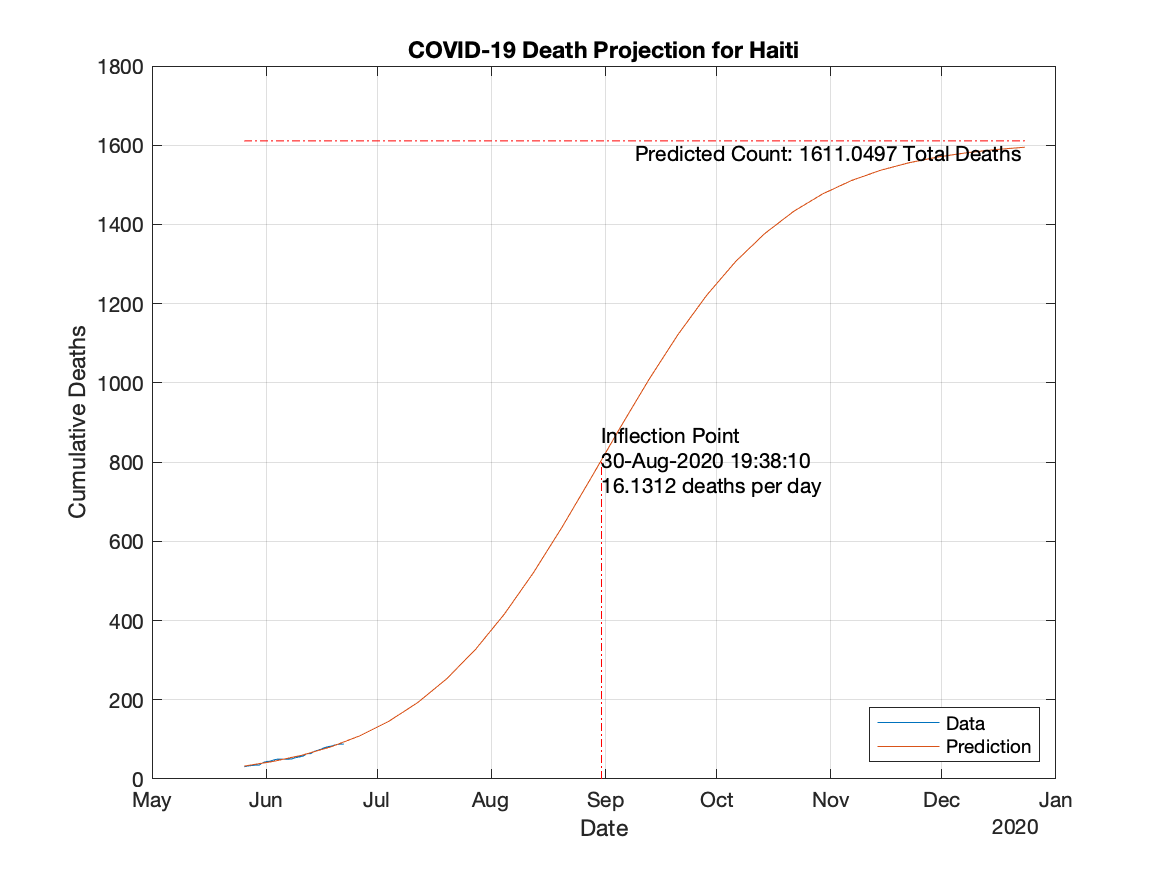 COVID-19 Death Projection for Haiti
1800
1600
1400
1200
1000
800
600
400
200
0
Cumulative Deaths
Predicted Count: 1611.0497 Total Deaths
Inflection Point
30-Aug-2020 19:38:10
16.1312 deaths per day
Data
Prediction
May Jun Jul Aug Sep Oct Nov Dec Jan
Date
2020